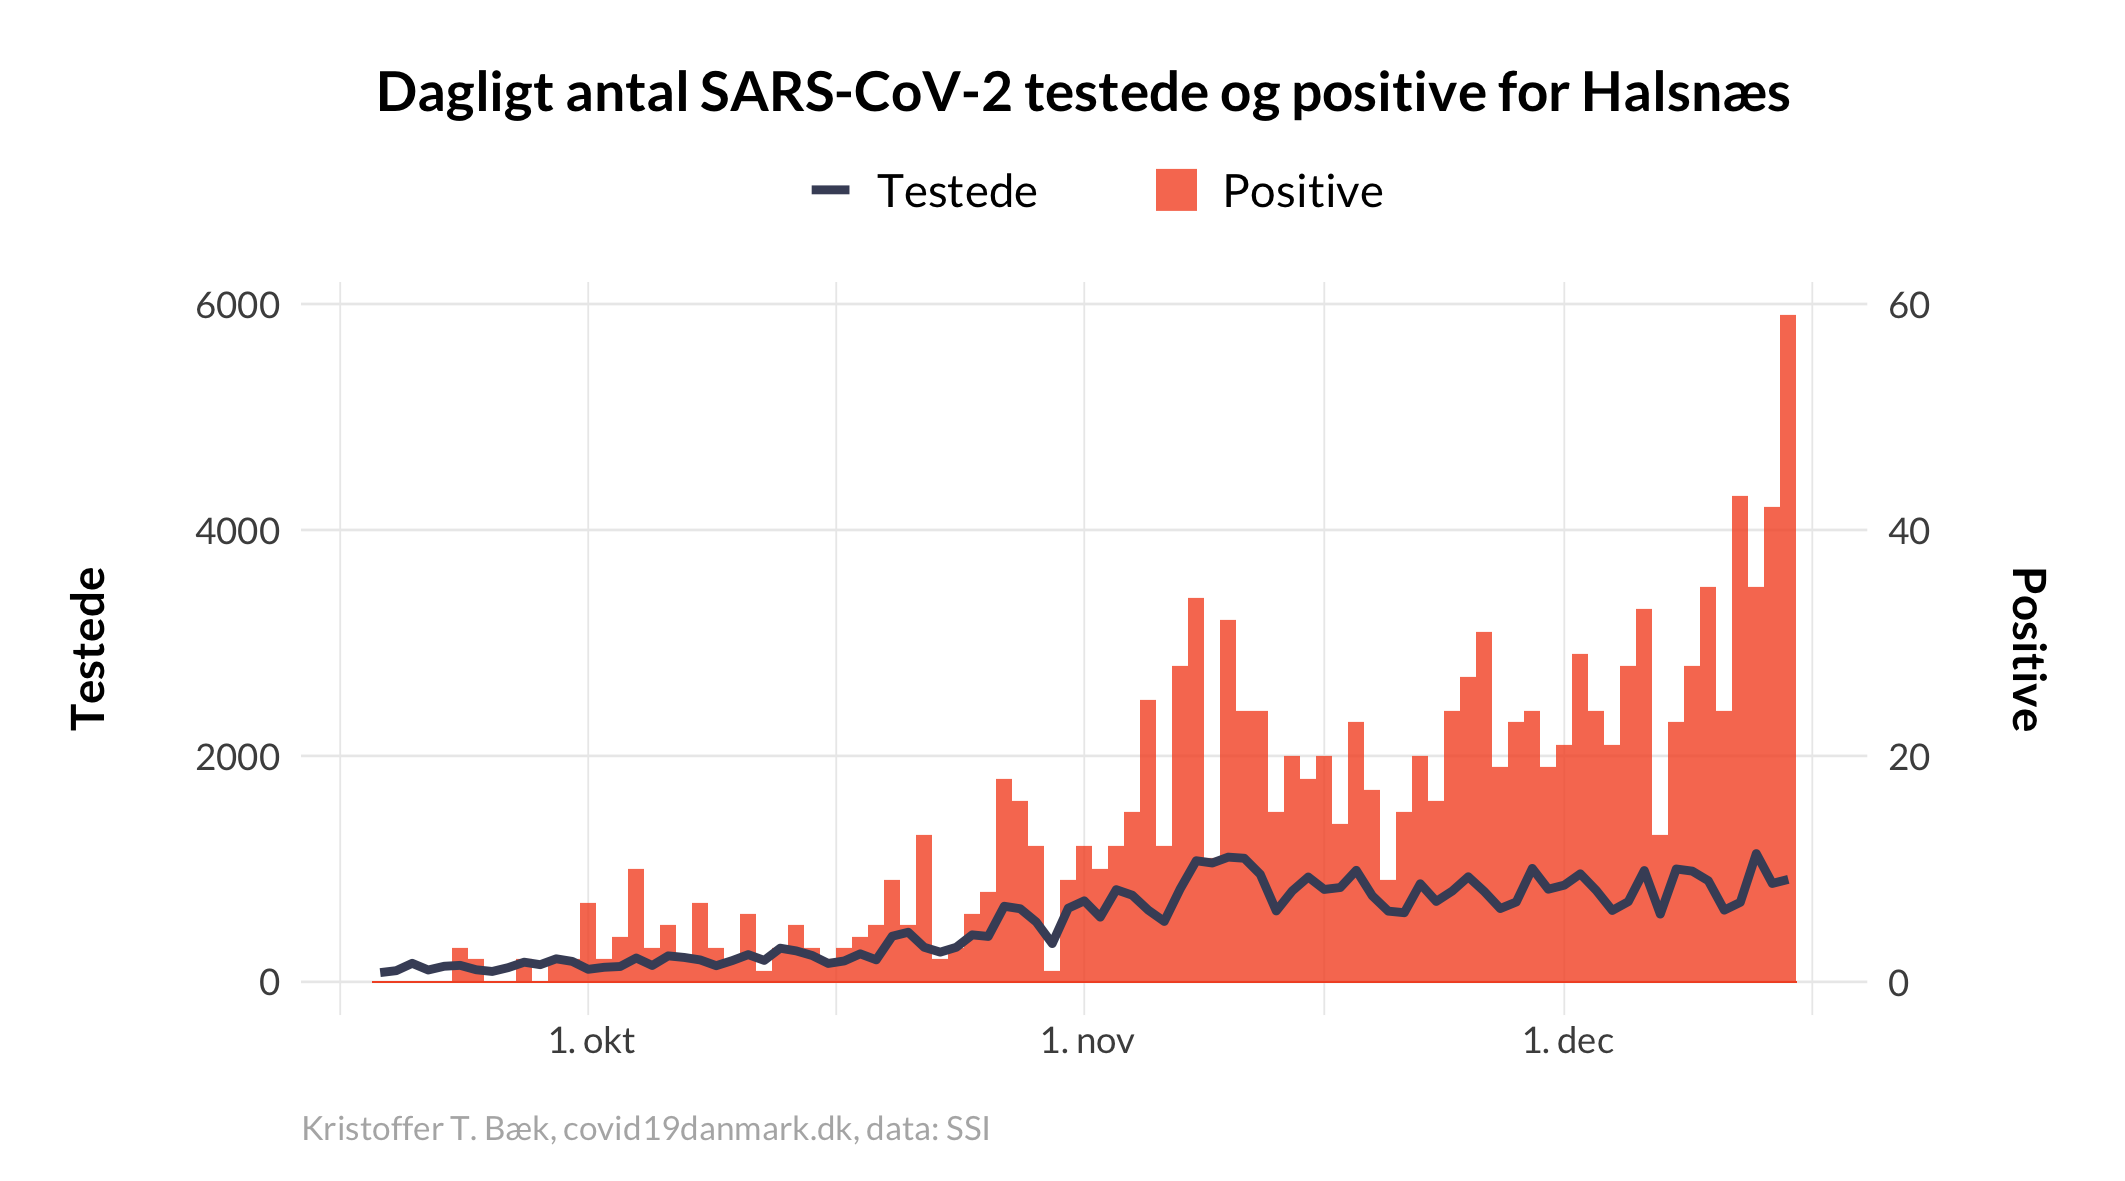 Dagligt antal SARS-CoV-2 testede og positive for Halsnæs
Testede
Positive
6000
4000
2000
0
Testede
60
40
20
0
Positive
1. okt
1. nov
1. dec
Kristoffer T. Bæk, covid19danmark.dk, data: SSI